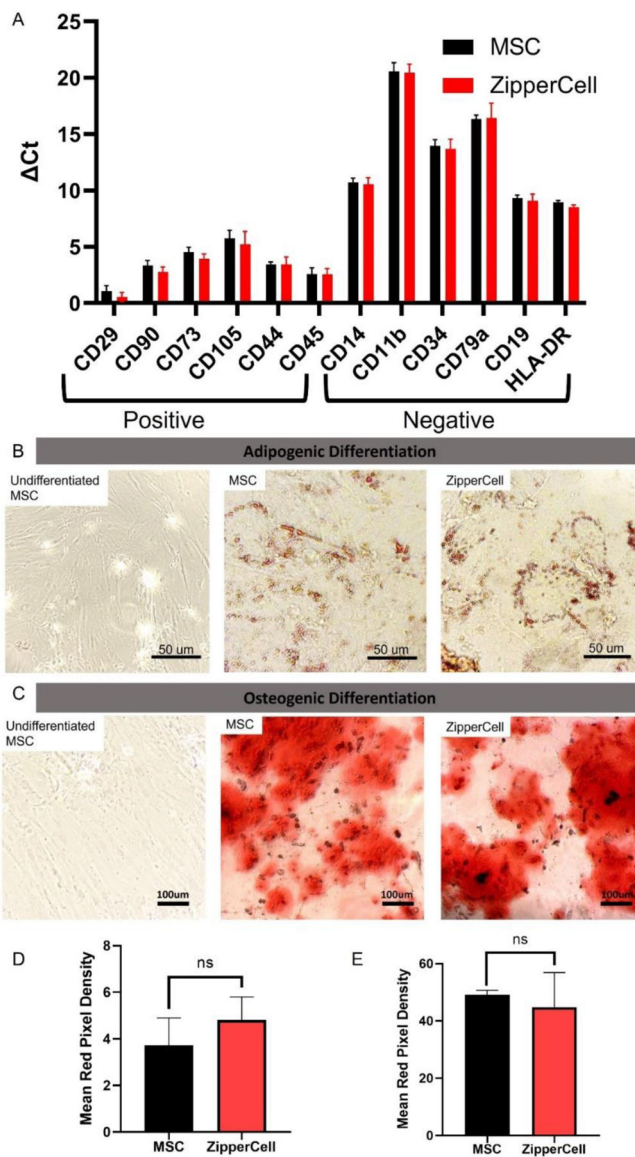 A
25
20
15
10
5
0
ΔCt
MSC
ZipperCell
CD29
CD90
CD73
CD105
CD44
CD45
CD14
CD11b
CD34
CD79a
CD19
HLA-DR
Positive
Negative
B
Adipogenic Differentiation
Undifferentiated
MSC
50 um
MSC
50 um
ZipperCell
50 um
C
Osteogenic Differentiation
Undifferentiated
MSC
100um
MSC
100um
ZipperCell
100um
D
8
6
4
2
0
Mean Red Pixel Density
ns
MSC
ZipperCell
E
60
40
20
0
Mean Red Pixel Density
ns
MSC
ZipperCell